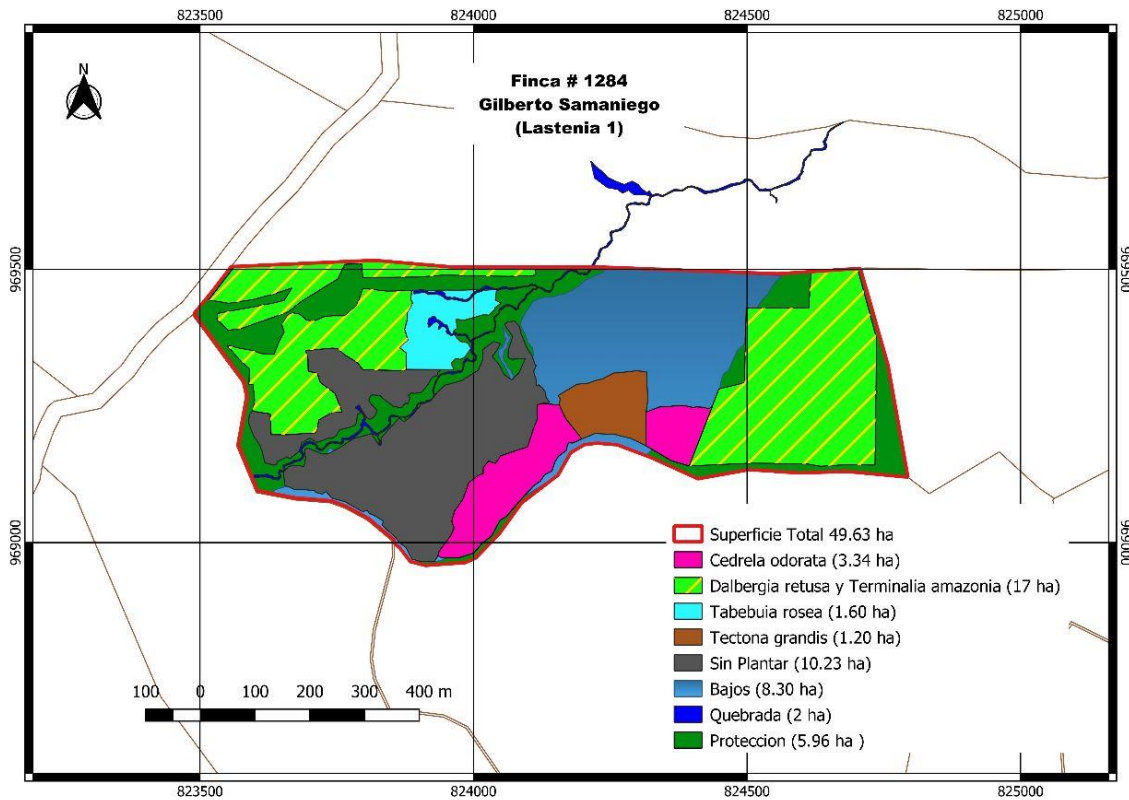 823500
824000
824500
825000
N
Finca # 1284
Gilberto Samaniego
(Lastenia 1)
969500
969500
969000
969000
Superficie Total 49.63 ha
Cedrela odorata (3.34 ha)
Dalbergia retusa y Terminalia amazonia (17 ha)
Tabebuia rosea (1.60 ha)
Tectona grandis (1.20 ha)
Sin Plantar (10.23 ha)
Bajos (8.30 ha)
Quebrada (2 ha)
Proteccion (5.96 ha )
100 0 100 200 300 400 m
823500
824000
824500
825000